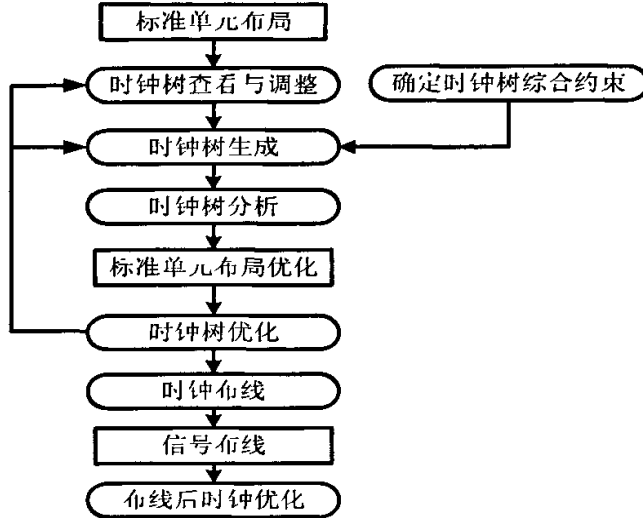 标准单元布局
时钟树查看与调整
确定时钟树综合约束
时钟树生成
时钟树分析
标准单元布局优化
时钟树优化
时钟布线
信号布线
布线后时钟优化